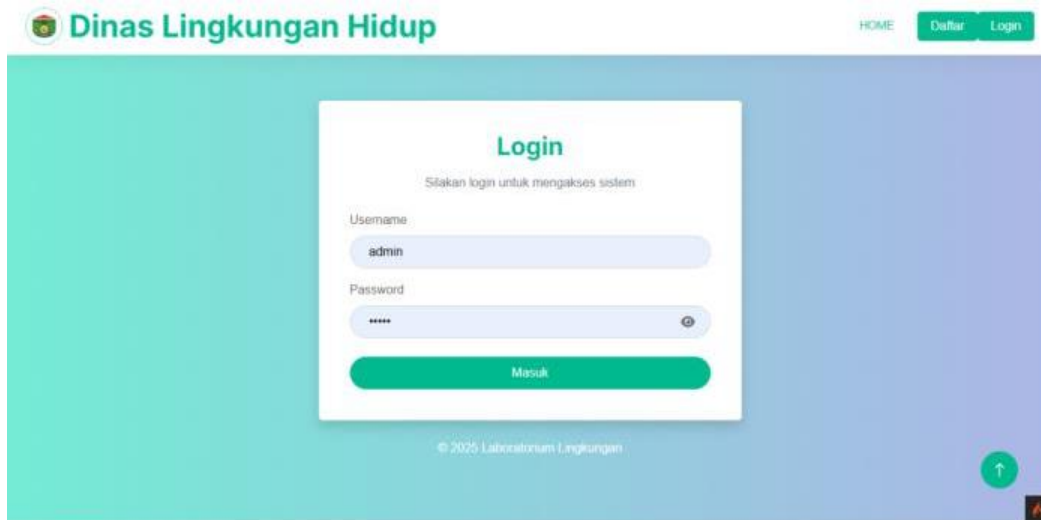 Dinas Lingkungan Hidup
HOME
Daftar
Login
Login
Silakan login untuk mengakses sistem
Username
admin
Password
•••••
Masuk
© 2025 Laboratorium Lingkungan